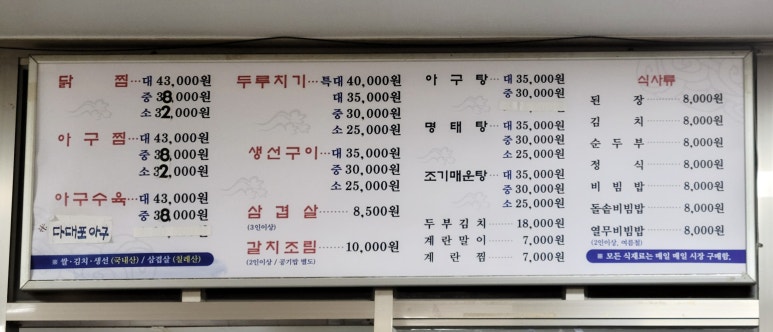 닭 찜 ··· 대 43,000원
중 38,000원
소 32,000원
아 구 찜 ··· 대 43,000원
중 38,000원
소 32,000원
아구수육 ··· 대 43,000원
중 38,000원
다대포 아구
※ 쌀·김치·생선 (국내산) / 삼겹살 (칠레산)
두루치기 ··· 특대 40,000원
대 35,000원
중 30,000원
소 25,000원
생선구이 ··· 대 35,000원
중 30,000원
소 25,000원
삼 겹 살 ········ 8,500원
(3인이상)
갈치조림 ········ 10,000원
(2인이상 / 공기밥 별도)
아 구 탕 ··· 대 35,000원
중 30,000원
명 태 탕 ··· 대 35,000원
중 30,000원
소 25,000원
조기매운탕 ··· 대 35,000원
중 30,000원
소 25,000원
두 부 김 치 ········ 18,000원
계 란 말 이 ········ 7,000원
계 란 찜 ········ 7,000원
식사류
된 장 ········ 8,000원
김 치 ········ 8,000원
순 두 부 ········ 8,000원
정 식 ········ 8,000원
비 빔 밥 ········ 8,000원
돌솥비빔밥 ········ 8,000원
열무비빔밥 ········ 8,000원
(2인이상, 여름철)
※ 모든 식재료는 매일 매일 시장 구매함.